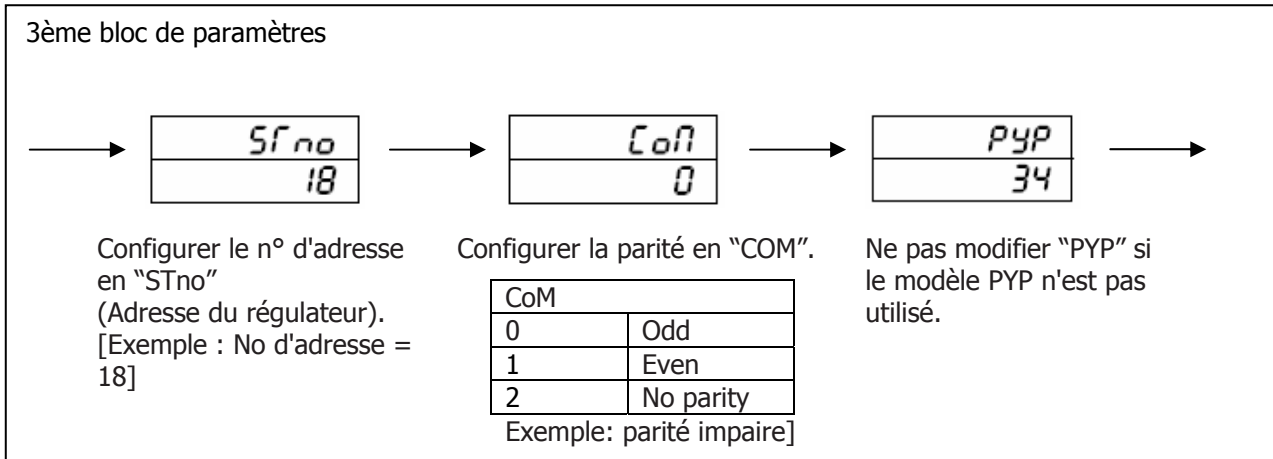 3ème bloc de paramètres
STno
18
CoM
0
PYP
34
Configurer le n° d'adresse
en “STno”
(Adresse du régulateur).
[Exemple : No d'adresse =
18]
Configurer la parité en “COM”.
CoM
0 Odd
1 Even
2 No parity
Exemple: parité impaire]
Ne pas modifier “PYP” si
le modèle PYP n'est pas
utilisé.